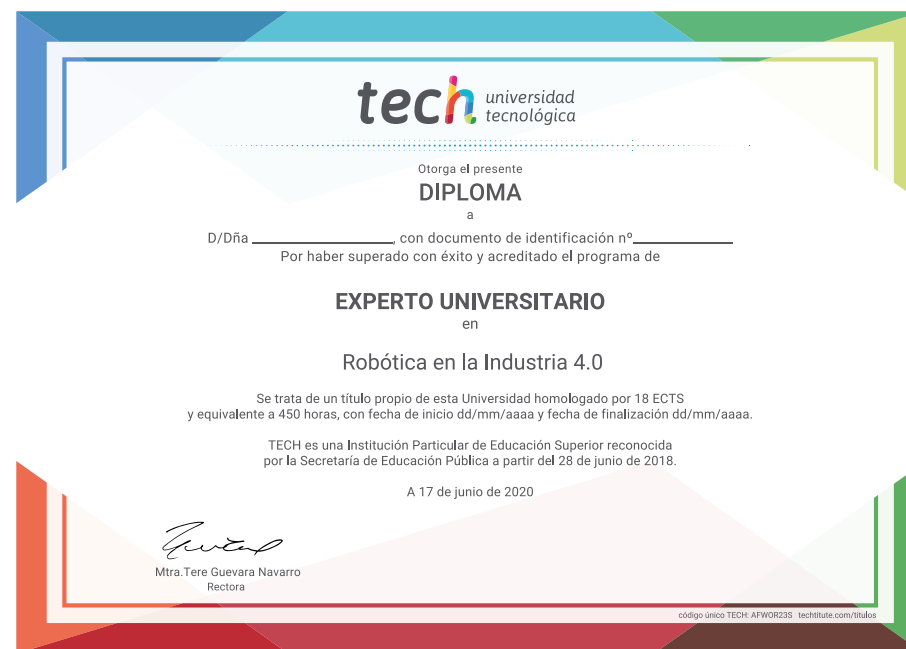 tech universidad
tecnológica
Otorga el presente
DIPLOMA
a
D/Dña ____________________, con documento de identificación nº______________
Por haber superado con éxito y acreditado el programa de
EXPERTO UNIVERSITARIO
en
Robótica en la Industria 4.0
Se trata de un título propio de esta Universidad homologado por 18 ECTS
y equivalente a 450 horas, con fecha de inicio dd/mm/aaaa y fecha de finalización dd/mm/aaaa.
TECH es una Institución Particular de Educación Superior reconocida
por la Secretaría de Educación Pública a partir del 28 de junio de 2018.
A 17 de junio de 2020
Mtra.Tere Guevara Navarro
Rectora
código único TECH: AFWOR23S techtitute.com/titulos